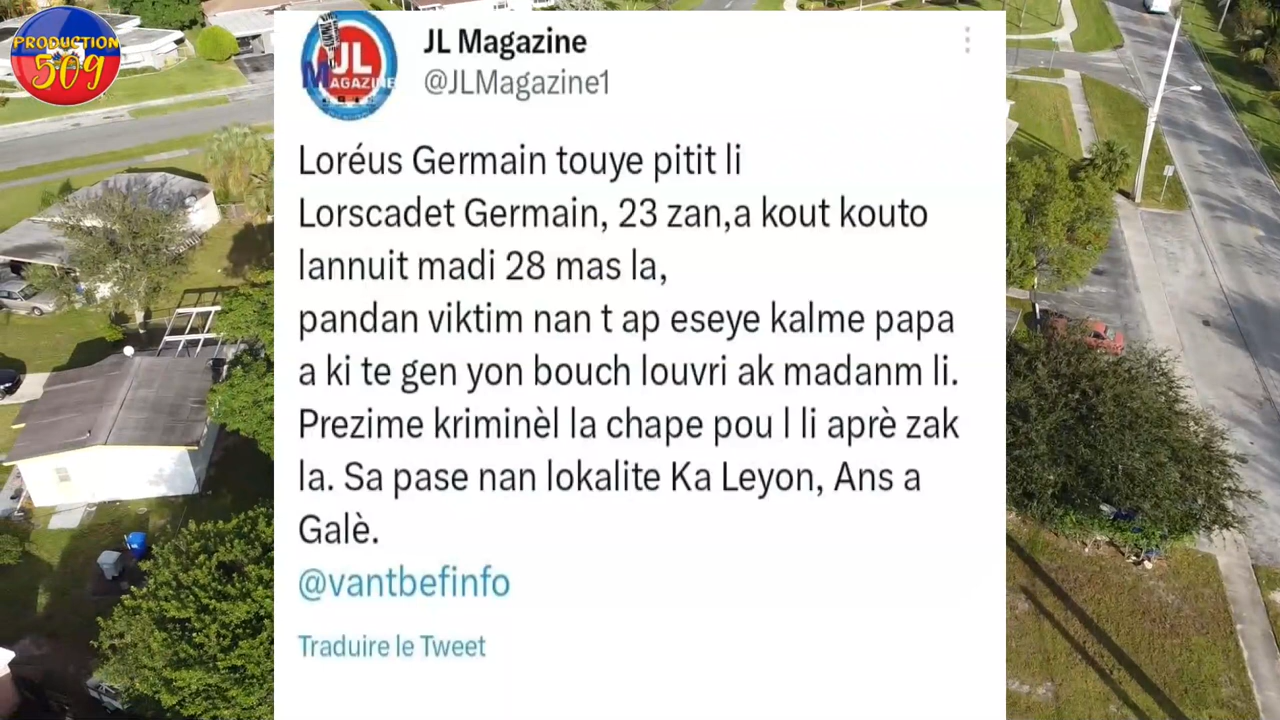 PRODUCTION
509
JL
MAGAZINE
JL Magazine
@JLMagazine1
Loréus Germain touye pitit li
Lorscadet Germain, 23 zan,a kout kouto
lannuit madi 28 mas la,
pandan viktim nan t ap eseye kalme papa
a ki te gen yon bouch louvri ak madanm li.
Prezime kriminèl la chape pou l li aprè zak
la. Sa pase nan lokalite Ka Leyon, Ans a
Galè.
@vantbefinfo
Traduire le Tweet